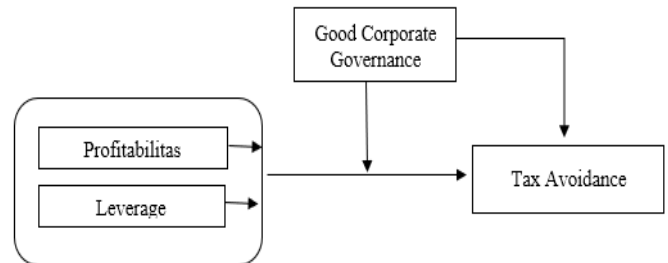 Good Corporate
Governance
Profitabilitas
Leverage
Tax Avoidance